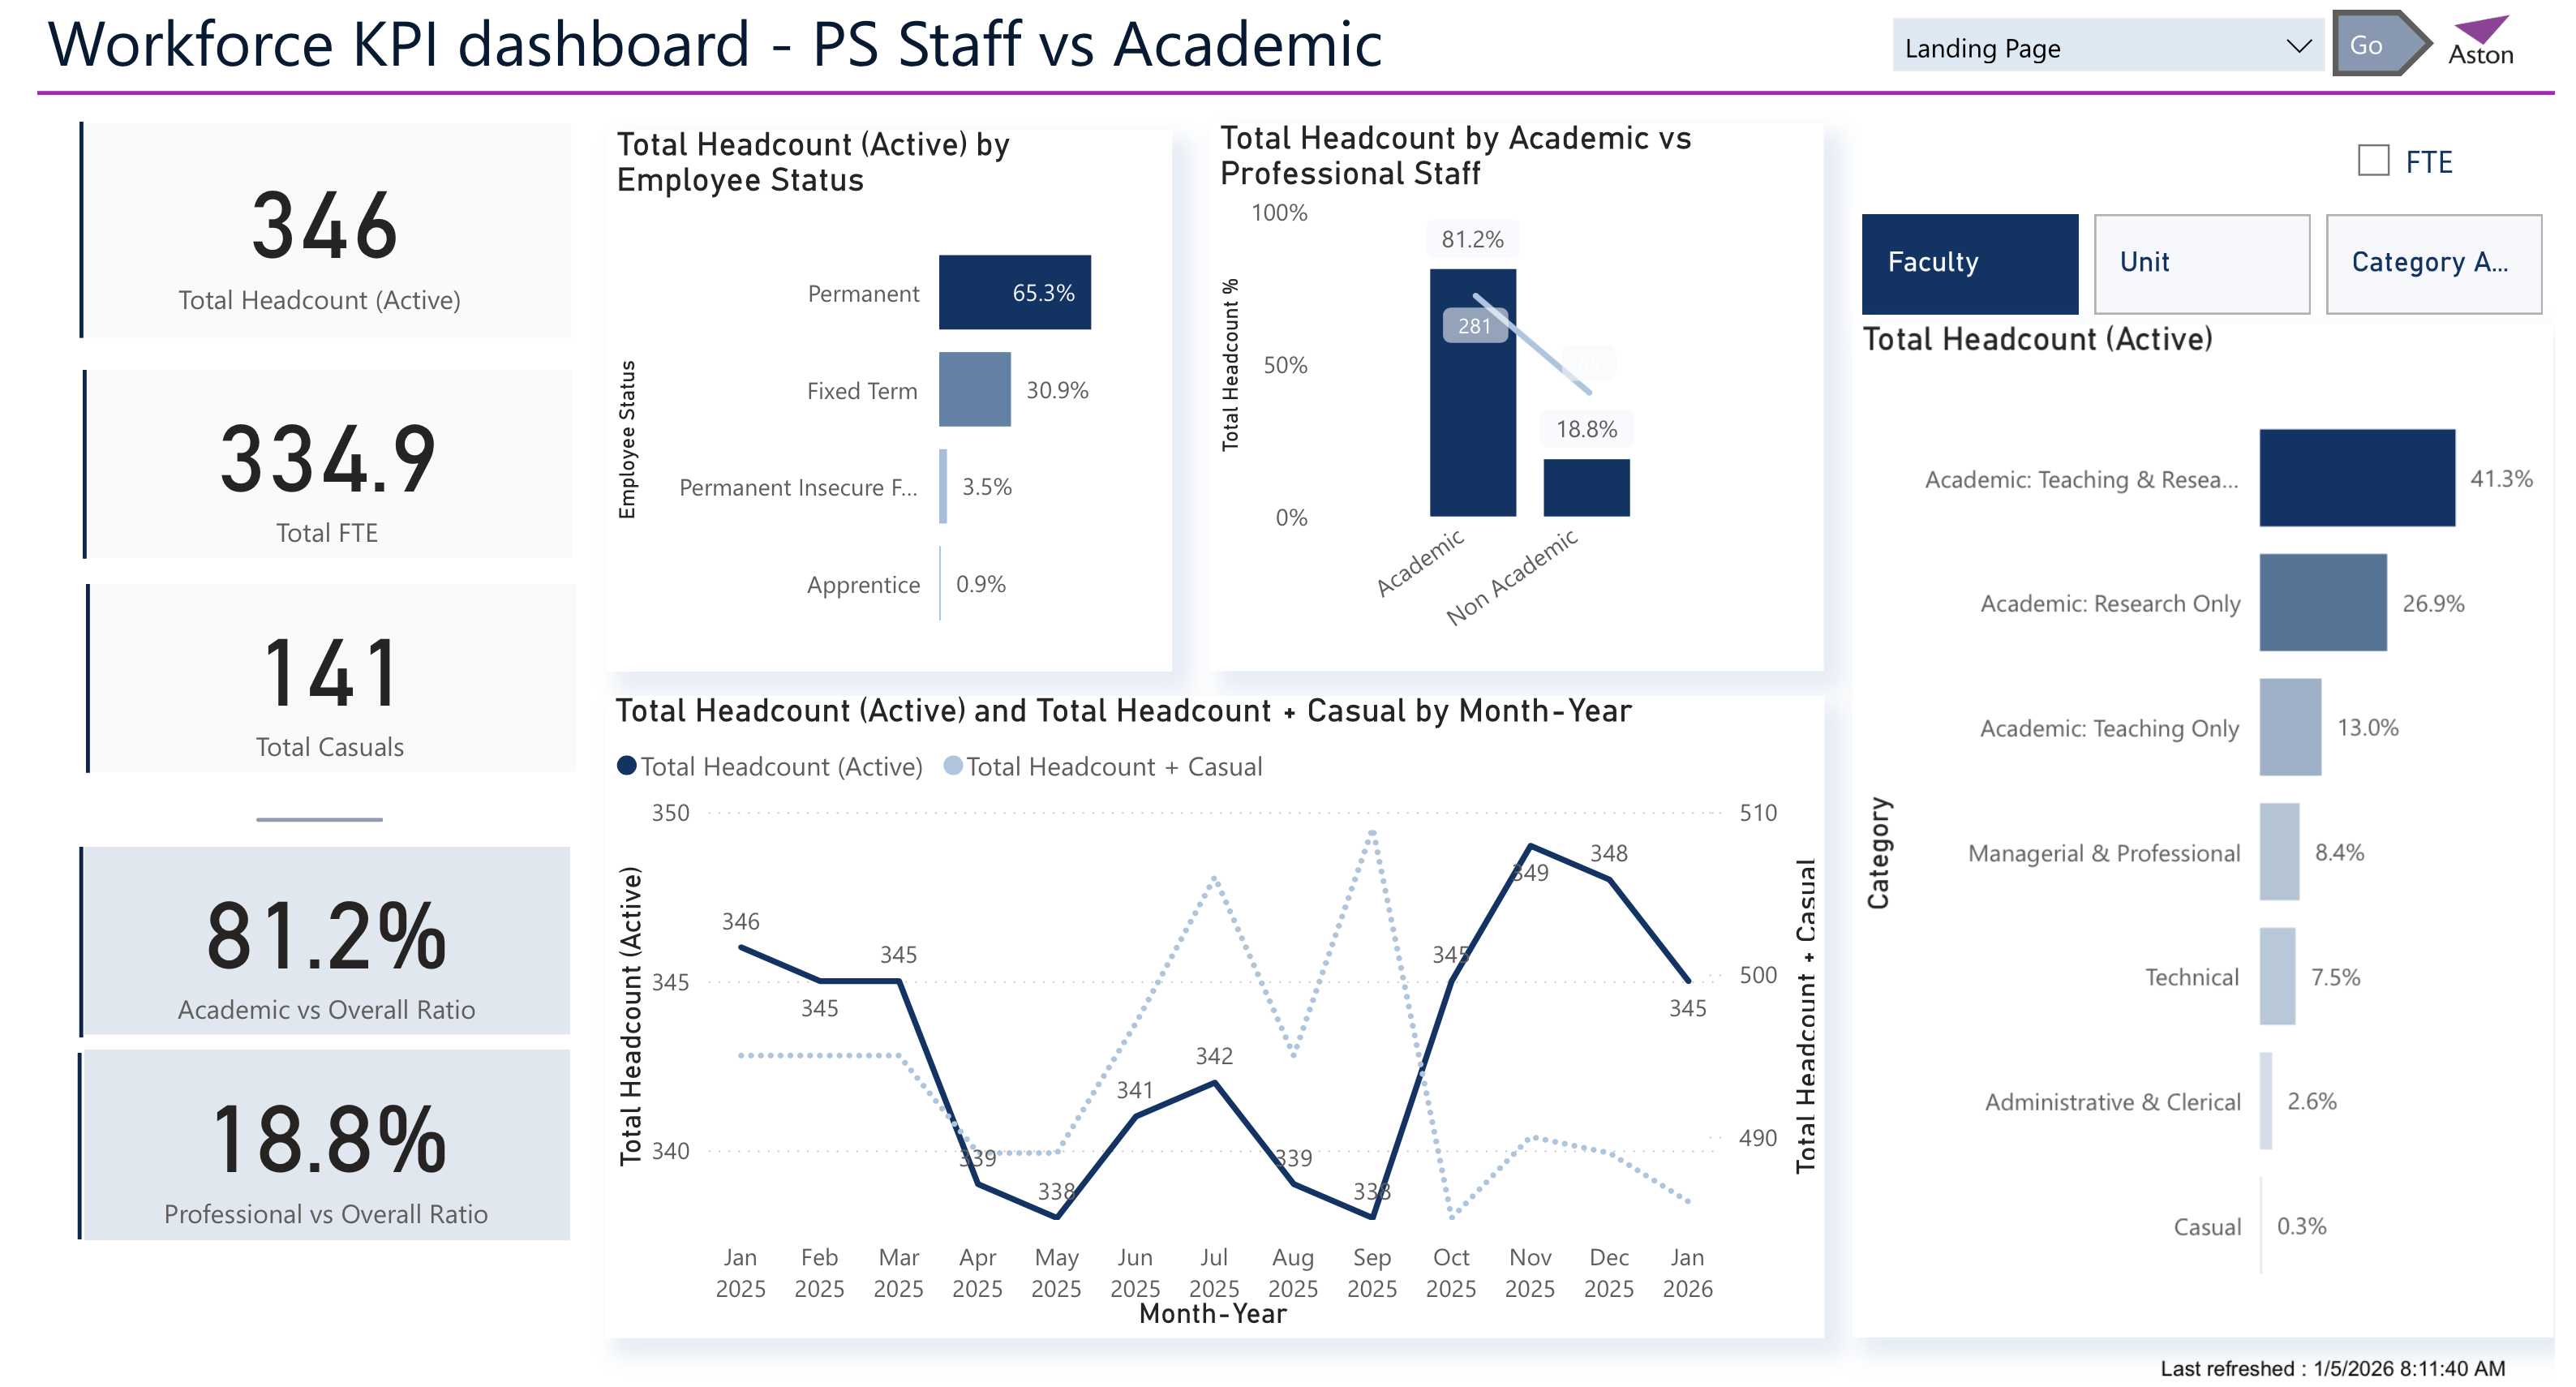 Workforce KPI dashboard - PS Staff vs Academic
Landing Page
Go
Aston
346
Total Headcount (Active)
334.9
Total FTE
141
Total Casuals
81.2%
Academic vs Overall Ratio
18.8%
Professional vs Overall Ratio
Total Headcount (Active) by
Employee Status
Employee Status
Permanent
65.3%
Fixed Term
30.9%
Permanent Insecure F...
3.5%
Apprentice
0.9%
Total Headcount by Academic vs
Professional Staff
Total Headcount %
100%
50%
0%
81.2%
281
65
18.8%
Academic
Non Academic
Total Headcount (Active) and Total Headcount + Casual by Month-Year
Total Headcount (Active)
Total Headcount + Casual
Total Headcount (Active)
350
345
340
346
345
345
339
338
341
342
339
338
345
349
348
345
510
500
490
Total Headcount + Casual
Jan 2025
Feb 2025
Mar 2025
Apr 2025
May 2025
Jun 2025
Jul 2025
Aug 2025
Sep 2025
Oct 2025
Nov 2025
Dec 2025
Jan 2026
Month-Year
FTE
Faculty
Unit
Category A...
Total Headcount (Active)
Category
Academic: Teaching & Resea...
41.3%
Academic: Research Only
26.9%
Academic: Teaching Only
13.0%
Managerial & Professional
8.4%
Technical
7.5%
Administrative & Clerical
2.6%
Casual
0.3%
Last refreshed : 1/5/2026 8:11:40 AM